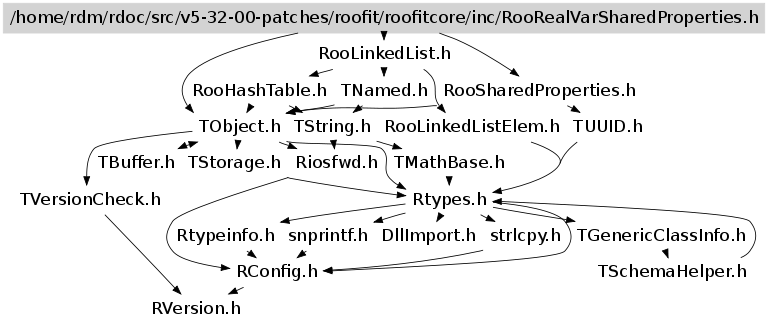 /home/rdm/rdoc/src/v5-32-00-patches/roofit/roofitcore/inc/RooRealVarSharedProperties.h
RooLinkedList.h
RooHashTable.h TNamed.h RooSharedProperties.h
TObject.h TString.h RooLinkedListElem.h TUUID.h
TBuffer.h TStorage.h Riosfwd.h TMathBase.h
TVersionCheck.h Rtypes.h
Rtypeinfo.h snprintf.h DllImport.h strlcpy.h TGenericClassInfo.h
RConfig.h TSchemaHelper.h
RVersion.h